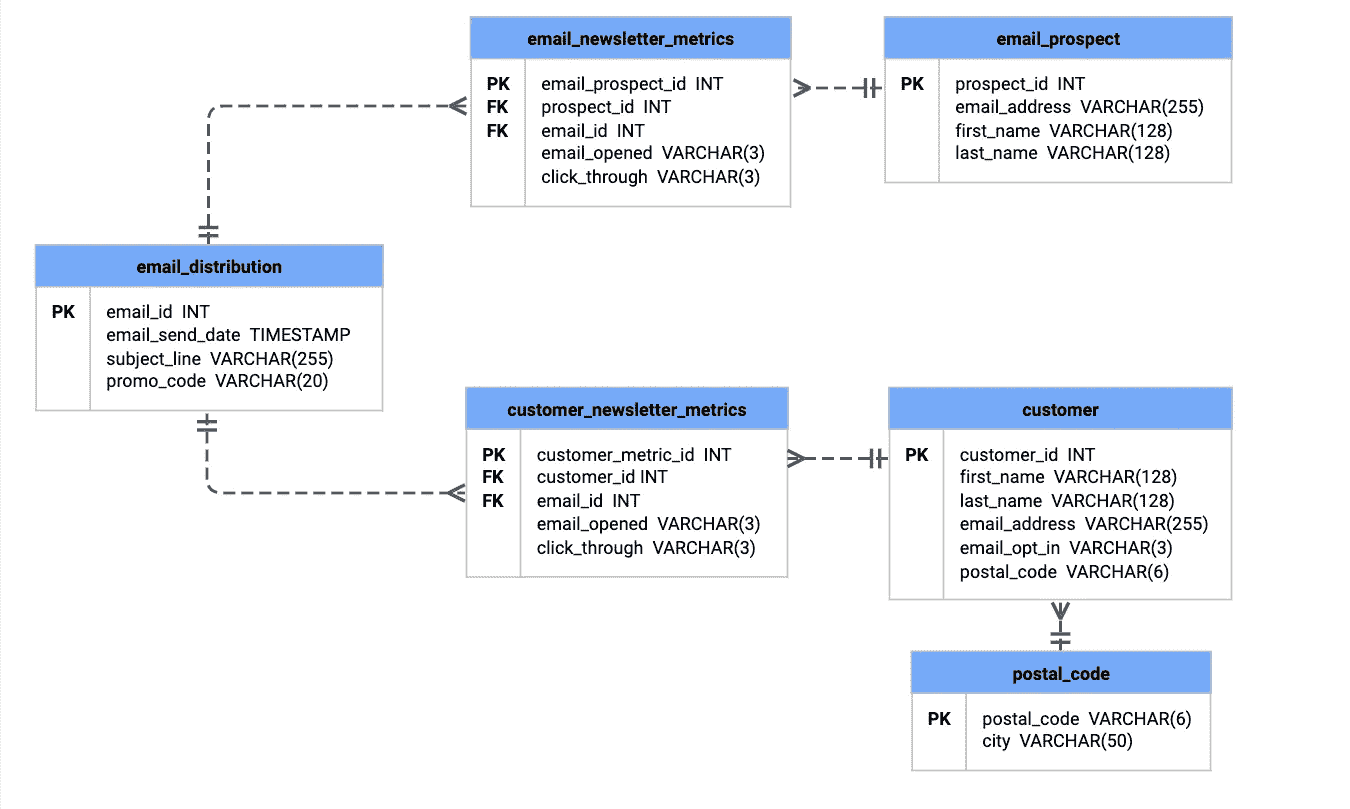 email_newsletter_metrics
PK email_prospect_id INT
FK prospect_id INT
FK email_id INT
email_opened VARCHAR(3)
click_through VARCHAR(3)
email_prospect
PK prospect_id INT
email_address VARCHAR(255)
first_name VARCHAR(128)
last_name VARCHAR(128)
email_distribution
PK email_id INT
email_send_date TIMESTAMP
subject_line VARCHAR(255)
promo_code VARCHAR(20)
customer_newsletter_metrics
PK customer_metric_id INT
FK customer_id INT
FK email_id INT
email_opened VARCHAR(3)
click_through VARCHAR(3)
customer
PK customer_id INT
first_name VARCHAR(128)
last_name VARCHAR(128)
email_address VARCHAR(255)
email_opt_in VARCHAR(3)
postal_code VARCHAR(6)
postal_code
PK postal_code VARCHAR(6)
city VARCHAR(50)